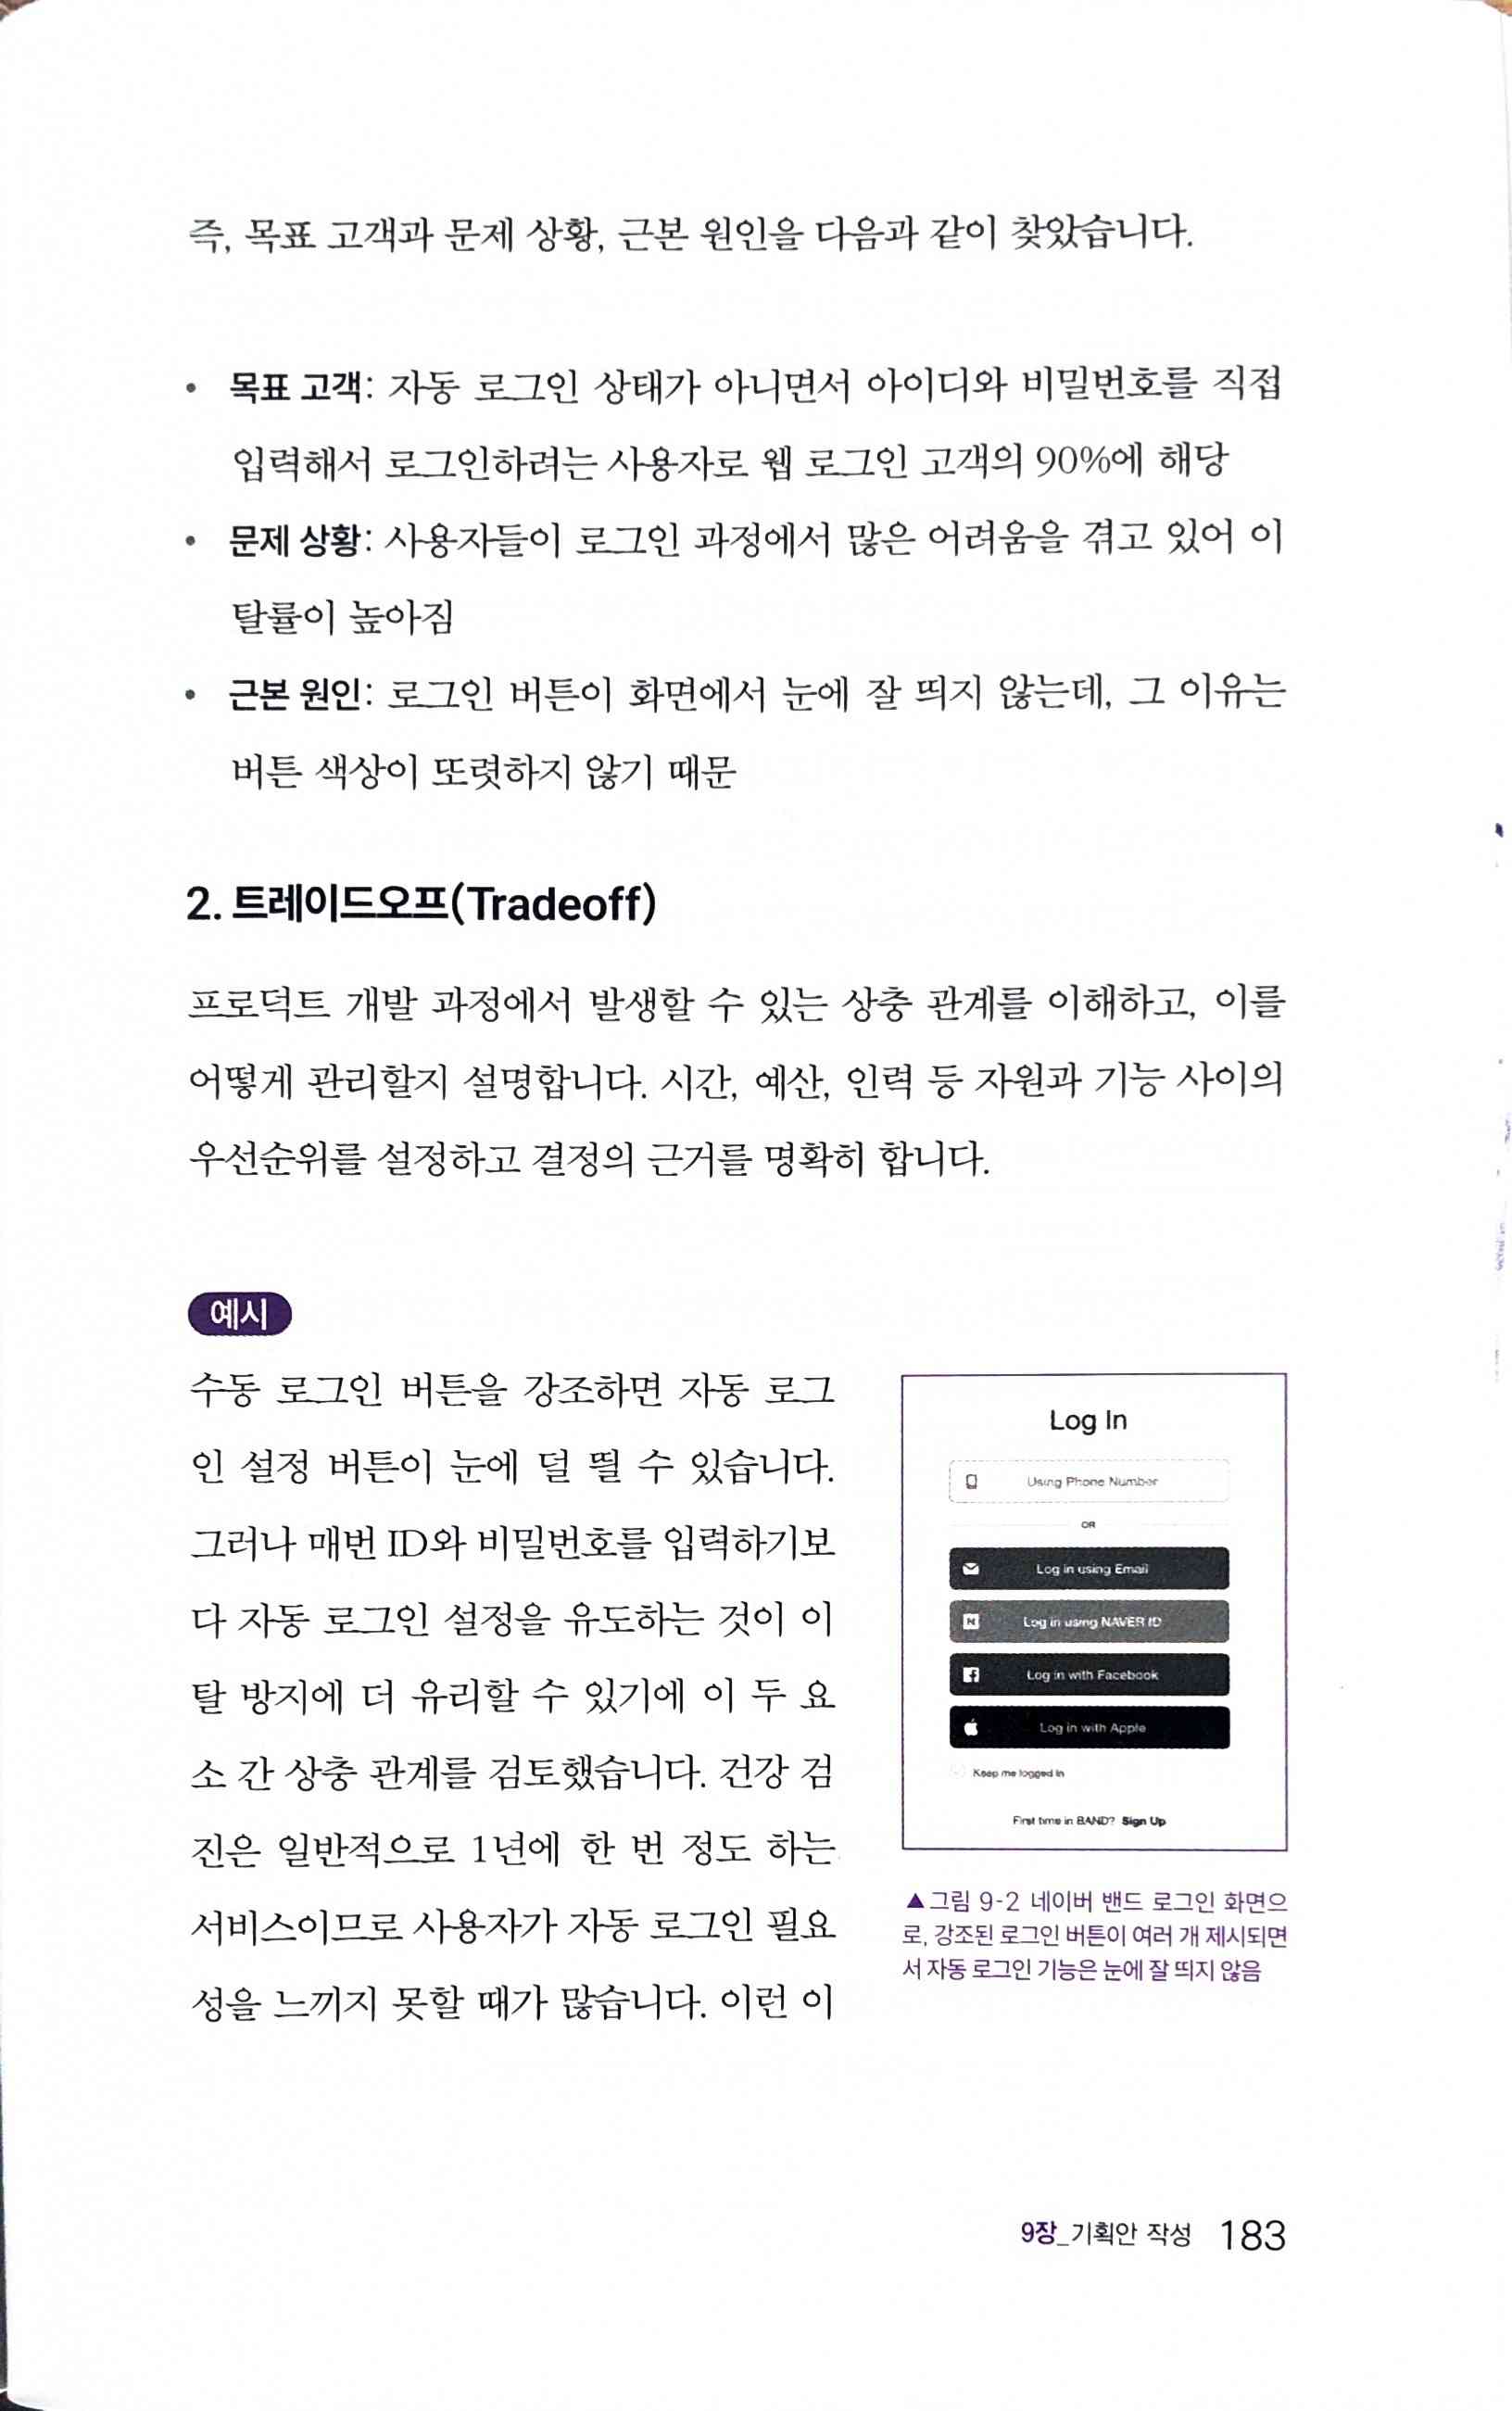 즉, 목표 고객과 문제 상황, 근본 원인을 다음과 같이 찾았습니다.
• 목표 고객: 자동 로그인 상태가 아니면서 아이디와 비밀번호를 직접
입력해서 로그인하려는 사용자로 웹 로그인 고객의 90%에 해당
• 문제 상황: 사용자들이 로그인 과정에서 많은 어려움을 겪고 있어 이
탈률이 높아짐
• 근본 원인: 로그인 버튼이 화면에서 눈에 잘 띄지 않는데, 그 이유는
버튼 색상이 또렷하지 않기 때문
2. 트레이드오프(Tradeoff)
프로덕트 개발 과정에서 발생할 수 있는 상충 관계를 이해하고, 이를
어떻게 관리할지 설명합니다. 시간, 예산, 인력 등 자원과 기능 사이의
우선순위를 설정하고 결정의 근거를 명확히 합니다.
예시
수동 로그인 버튼을 강조하면 자동 로그
인 설정 버튼이 눈에 덜 띌 수 있습니다.
그러나 매번 ID와 비밀번호를 입력하기보
다 자동 로그인 설정을 유도하는 것이 이
탈 방지에 더 유리할 수 있기에 이 두 요
소 간 상충 관계를 검토했습니다. 건강 검
진은 일반적으로 1년에 한 번 정도 하는
서비스이므로 사용자가 자동 로그인 필요
성을 느끼지 못할 때가 많습니다. 이런 이
Log In
Using Phone Number
OR
Log in using Email
N Log in using NAVER ID
f Log in with Facebook
Log in with Apple
Keep me logged in
First time in BAND? Sign Up
▲그림 9-2 네이버 밴드 로그인 화면으
로, 강조된 로그인 버튼이 여러 개 제시되면
서 자동 로그인 기능은 눈에 잘 띄지 않음
9장_기획안 작성 183